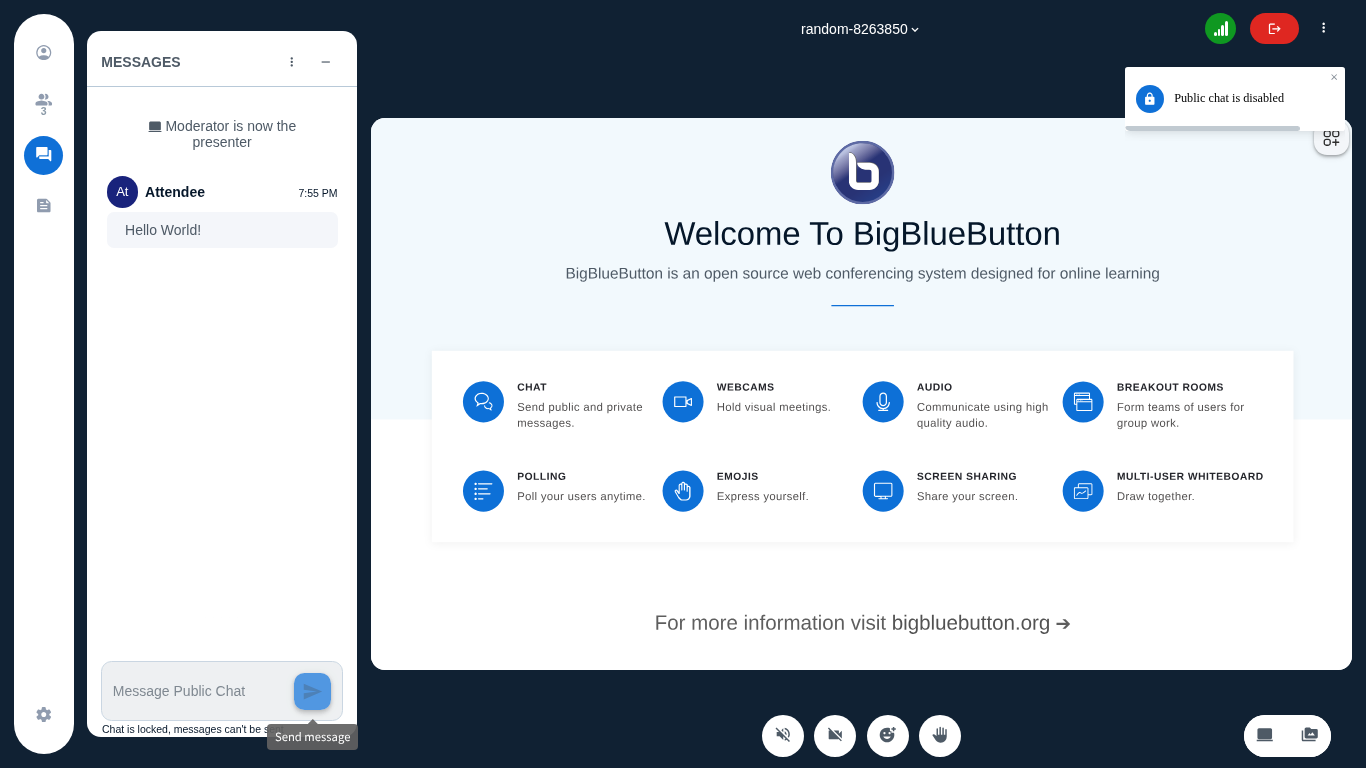 random-8263850
3
MESSAGES
Moderator is now the
presenter
At
Attendee
7:55 PM
Hello World!
Message Public Chat
Chat is locked, messages can't be
Send message
Public chat is disabled
Welcome To BigBlueButton
BigBlueButton is an open source web conferencing system designed for online learning
CHAT
Send public and private
messages.
WEBCAMS
Hold visual meetings.
AUDIO
Communicate using high
quality audio.
BREAKOUT ROOMS
Form teams of users for
group work.
POLLING
Poll your users anytime.
EMOJIS
Express yourself.
SCREEN SHARING
Share your screen.
MULTI-USER WHITEBOARD
Draw together.
For more information visit bigbluebutton.org ➔